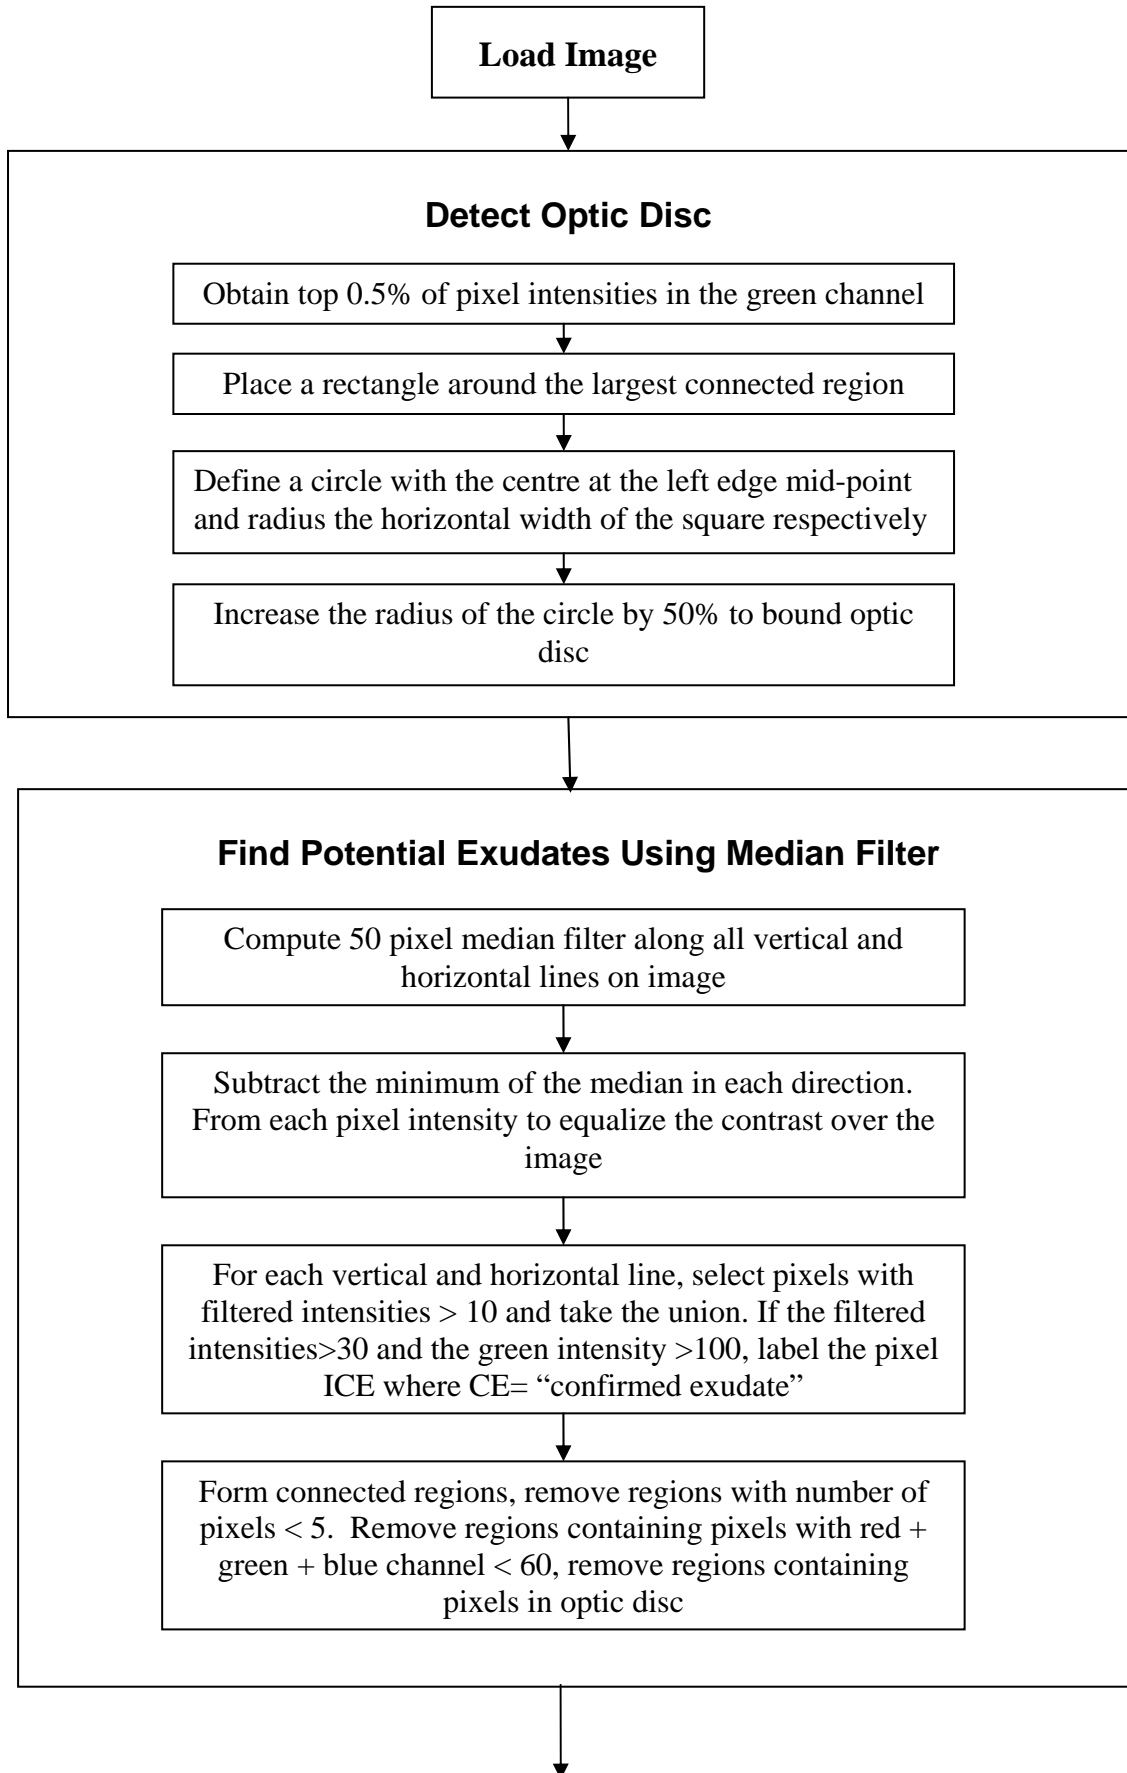 Load Image
Detect Optic Disc
Obtain top 0.5% of pixel intensities in the green channel
Place a rectangle around the largest connected region
Define a circle with the centre at the left edge mid-point
and radius the horizontal width of the square respectively
Increase the radius of the circle by 50% to bound optic
disc
Find Potential Exudates Using Median Filter
Compute 50 pixel median filter along all vertical and
horizontal lines on image
Subtract the minimum of the median in each direction.
From each pixel intensity to equalize the contrast over the
image
For each vertical and horizontal line, select pixels with
filtered intensities > 10 and take the union. If the filtered
intensities>30 and the green intensity >100, label the pixel
ICE where CE= “confirmed exudate”
Form connected regions, remove regions with number of
pixels < 5.  Remove regions containing pixels with red +
green + blue channel < 60, remove regions containing
pixels in optic disc